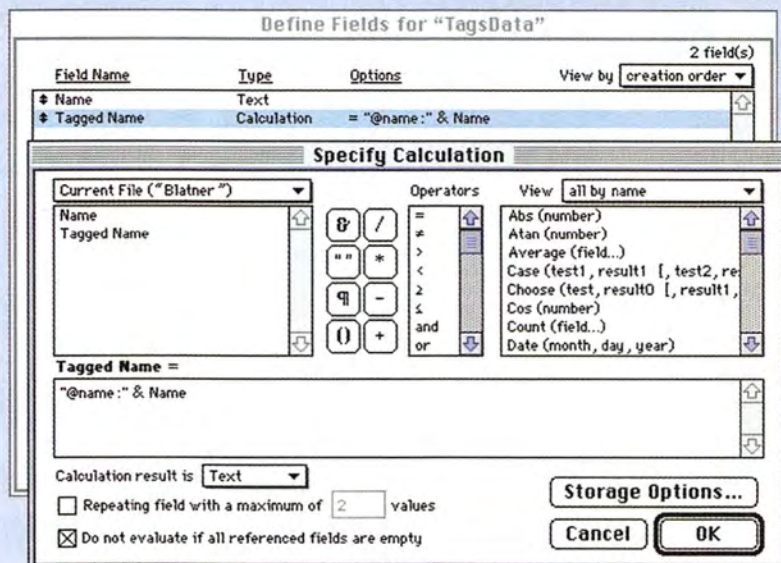 Define Fields for “TagsData”
2 field(s)
Field Name Type Options View by creation order
Name Text
Tagged Name Calculation = "@name:" & Name
Specify Calculation
Current File (“Blatner”) Operators View all by name
Name
Tagged Name
& /
" " *
¶ -
() +
=
≠
>
<
≥
≤
and
or
Abs (number)
Atan (number)
Average (field...)
Case (test1, result1 [, test2, re
Choose (test, result0 [, result1,
Cos (number)
Count (field...)
Date (month, day, year)
Tagged Name =
"@name:" & Name
Calculation result is Text
Repeating field with a maximum of 2 values
Do not evaluate if all referenced fields are empty
Storage Options...
Cancel OK